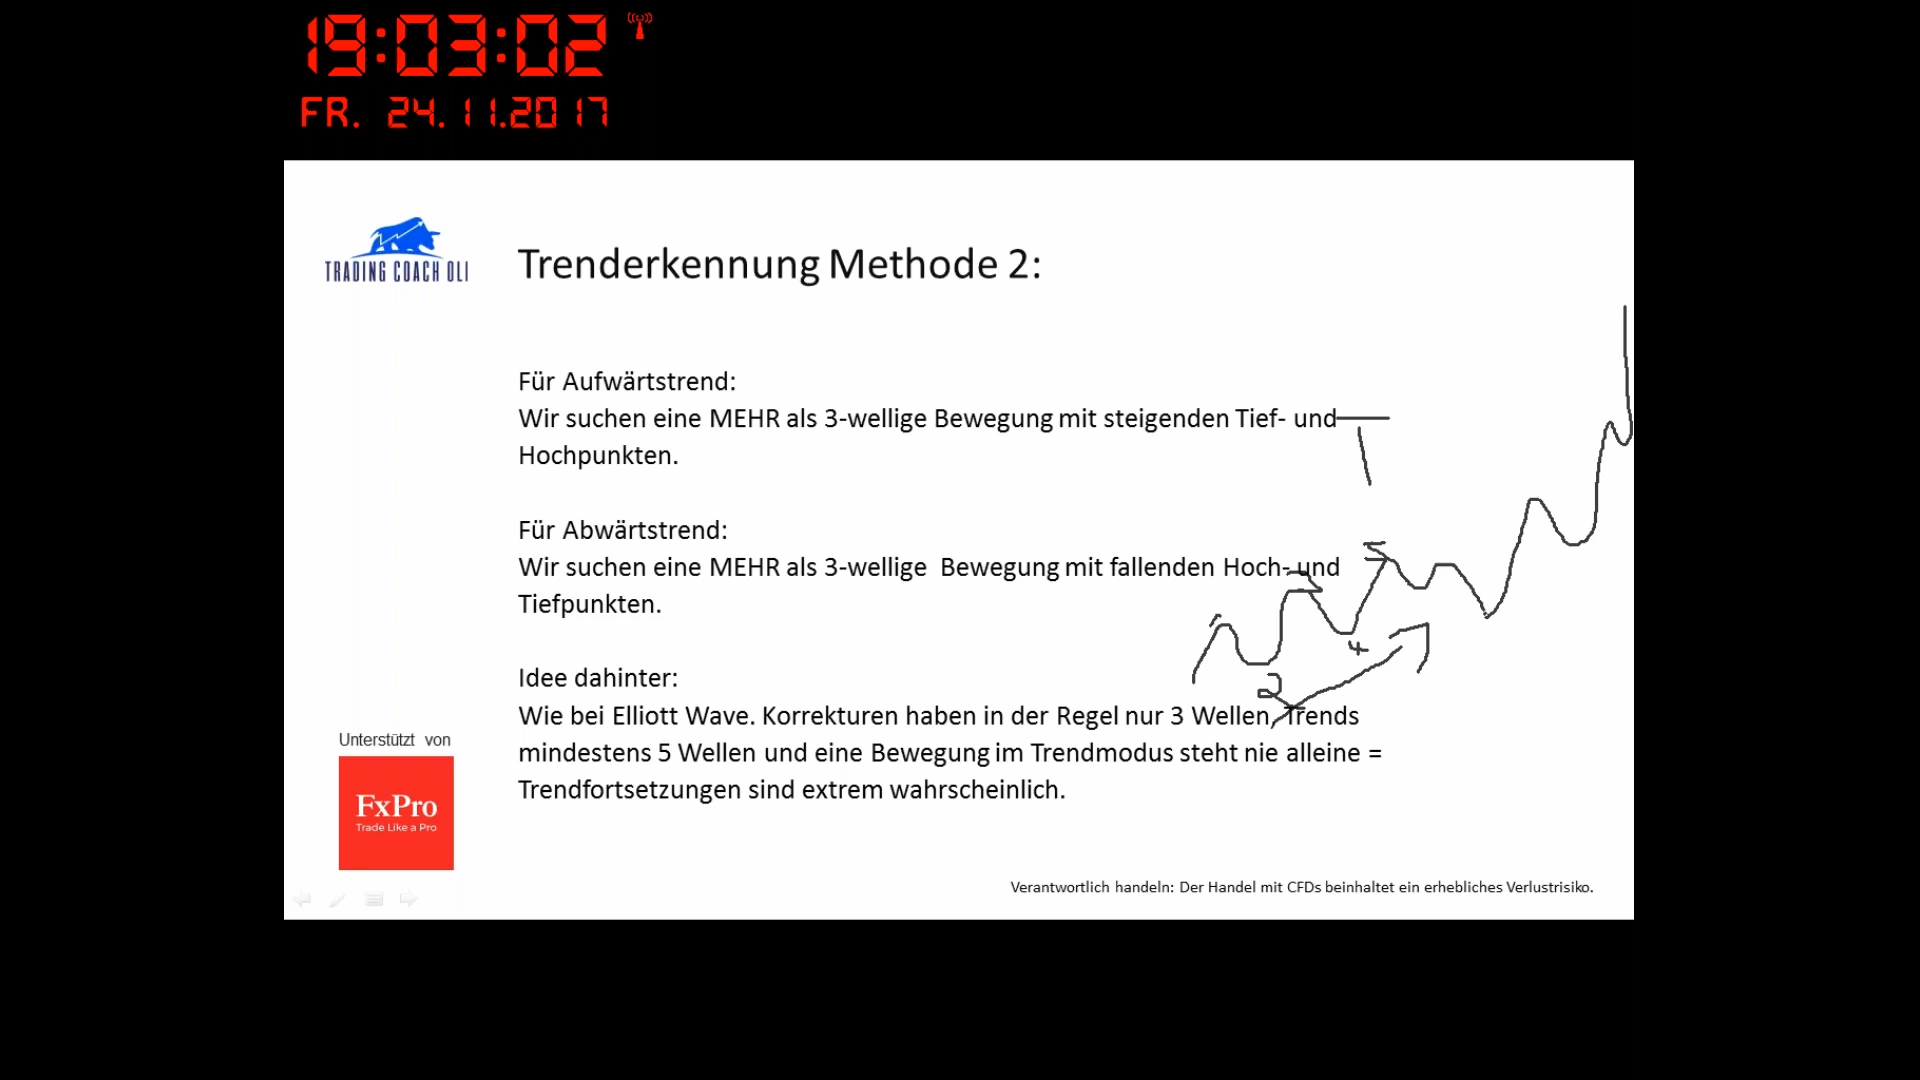 19:03:02
FR. 24.11.2017
TRADING COACH OLI
Trenderkennung Methode 2:
Für Aufwärtstrend:
Wir suchen eine MEHR als 3-wellige Bewegung mit steigenden Tief- und
Hochpunkten.
Für Abwärtstrend:
Wir suchen eine MEHR als 3-wellige Bewegung mit fallenden Hoch- und
Tiefpunkten.
2
4
Idee dahinter:
Wie bei Elliott Wave. Korrekturen haben in der Regel nur 3 Wellen, Trends
mindestens 5 Wellen und eine Bewegung im Trendmodus steht nie alleine =
Trendfortsetzungen sind extrem wahrscheinlich.
Unterstützt von
FxPro
Trade Like a Pro
Verantwortlich handeln: Der Handel mit CFDs beinhaltet ein erhebliches Verlustrisiko.